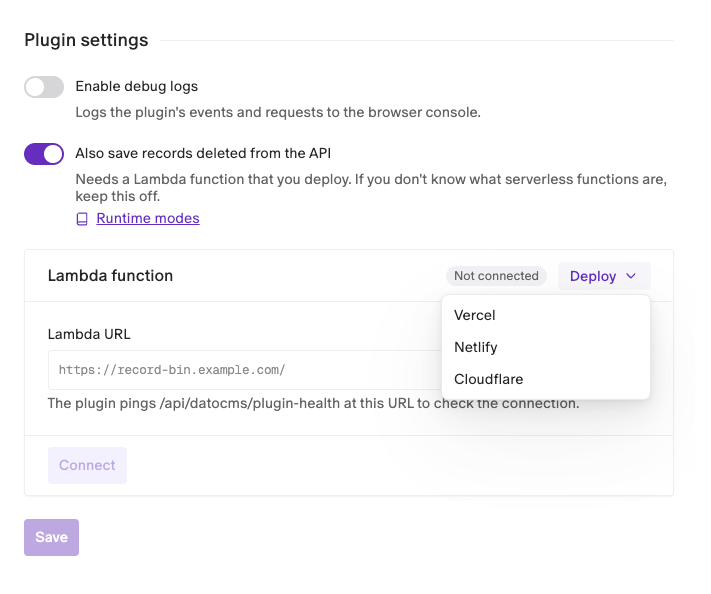 Plugin settings
Enable debug logs
Logs the plugin's events and requests to the browser console.
Also save records deleted from the API
Needs a Lambda function that you deploy. If you don't know what serverless functions are,
keep this off.
Runtime modes
Lambda function
Not connected
Deploy
Vercel
Netlify
Cloudflare
Lambda URL
https://record-bin.example.com/
The plugin pings /api/datocms/plugin-health at this URL to check the connection.
Connect
Save